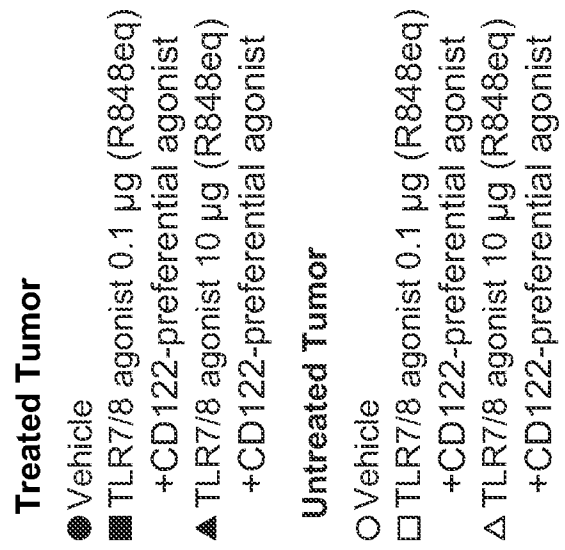 Treated Tumor
Vehicle
TLR7/8 agonist 0.1 µg (R848eq)
+CD122-preferential agonist
TLR7/8 agonist 10 µg (R848eq)
+CD122-preferential agonist
Untreated Tumor
Vehicle
TLR7/8 agonist 0.1 µg (R848eq)
+CD122-preferential agonist
TLR7/8 agonist 10 µg (R848eq)
+CD122-preferential agonist